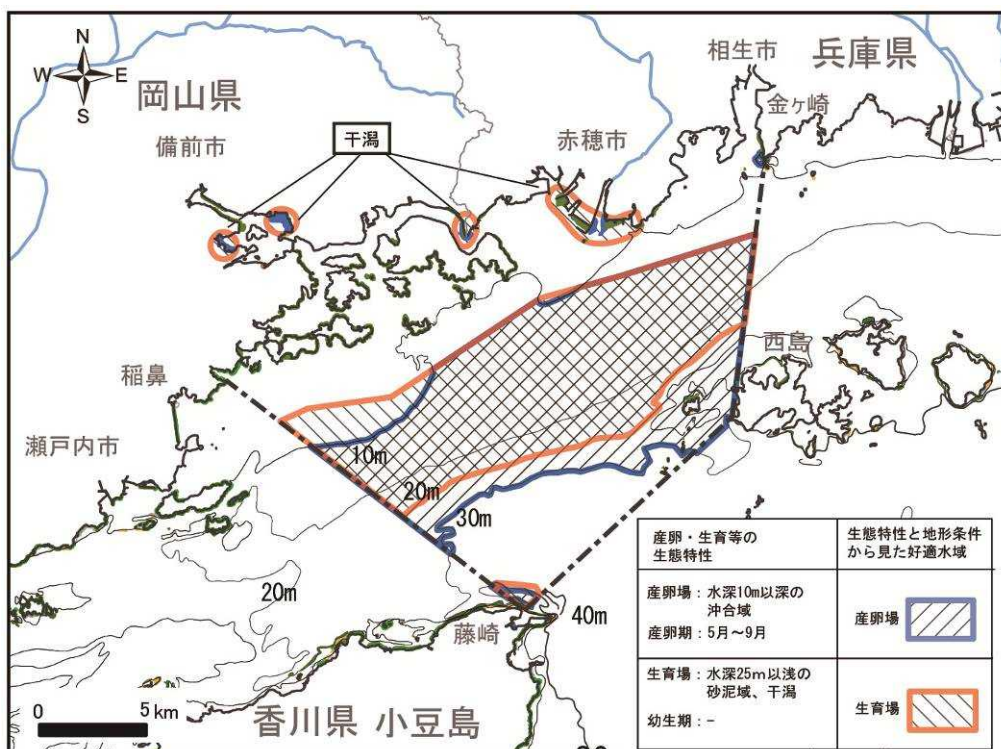 N
W E
S
岡山県
備前市
干潟
赤穂市
相生市
兵庫県
金ヶ崎
西島
稲鼻
瀬戸内市
10m
20m
30m
20m
40m
藤崎
香川県 小豆島
0 5km
産卵・生育等の
生態特性
生態特性と地形条件
から見た好適水域
産卵場：水深10m以深の
沖合域
産卵期：5月～9月
産卵場
生育場：水深25m以浅の
砂泥域、干潟
幼生期：-
生育場